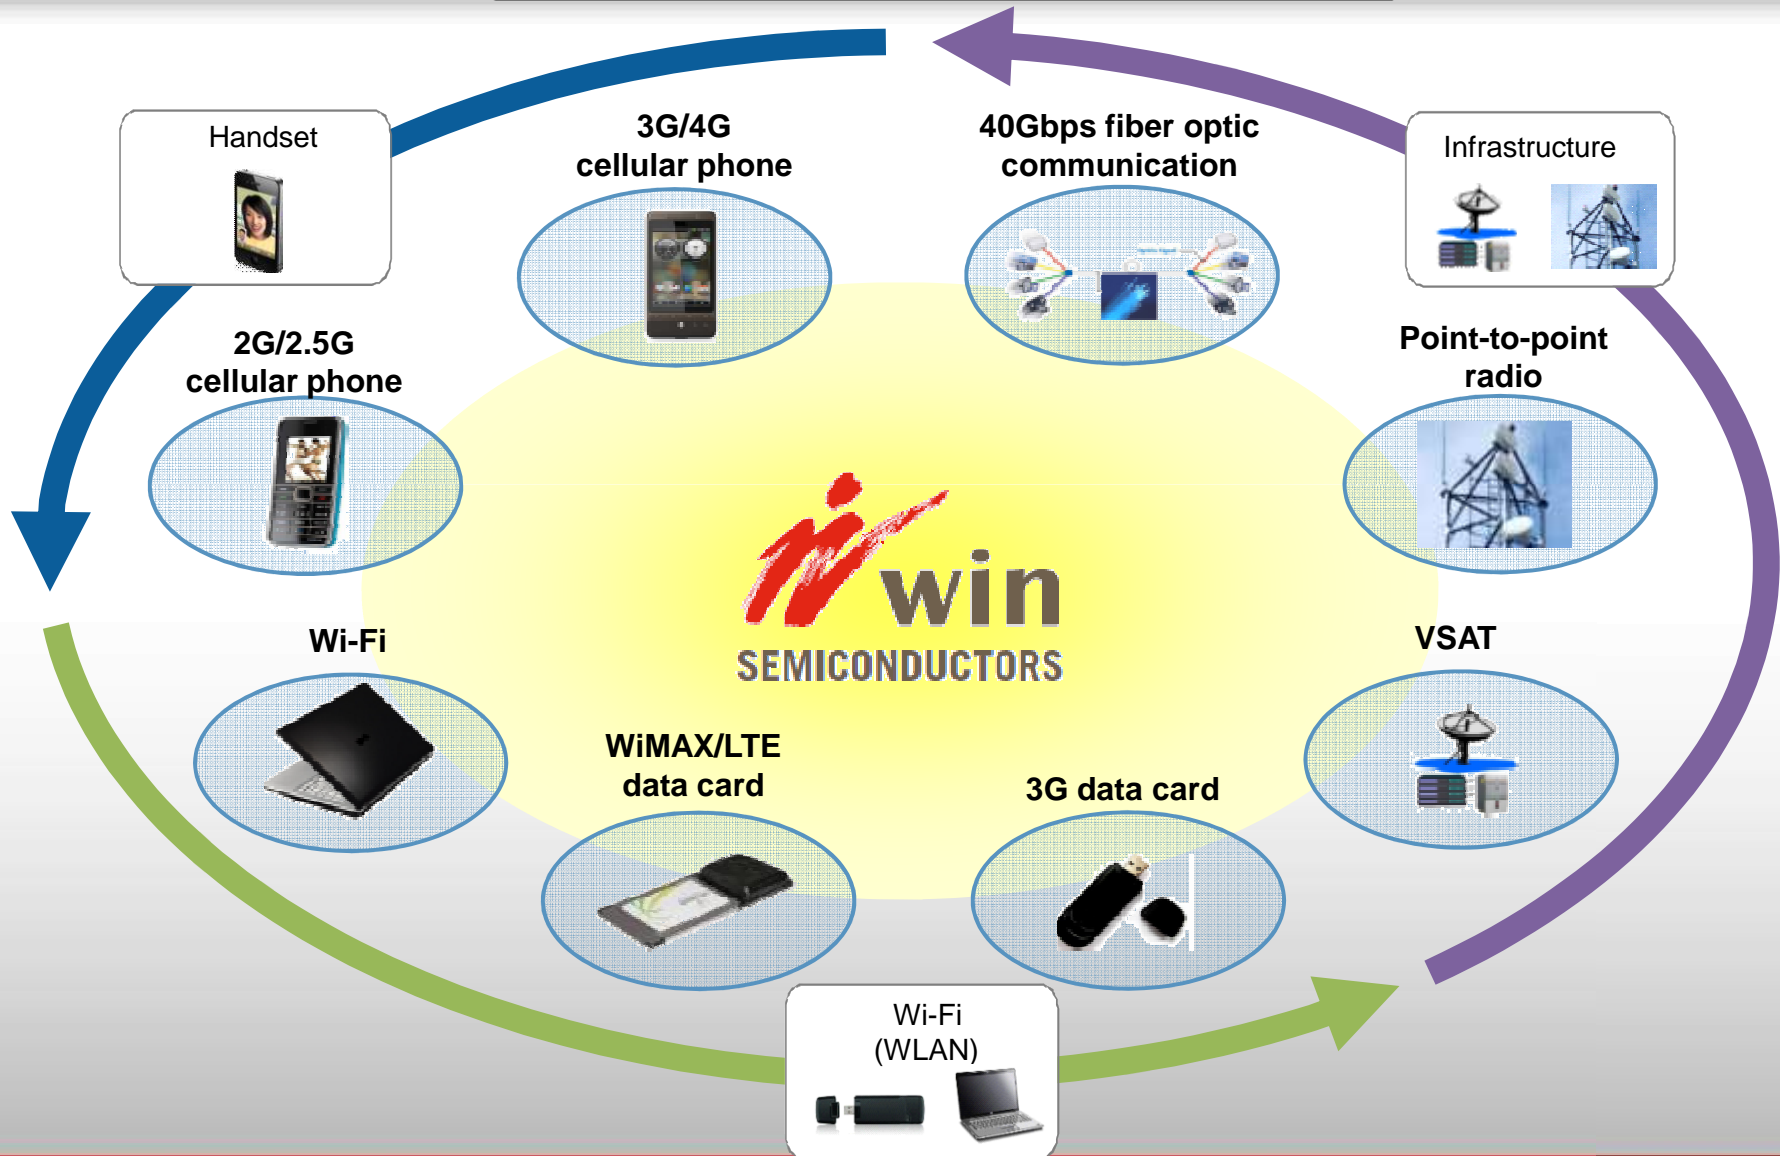 Handset
3G/4G
cellular phone
40Gbps fiber optic
communication
Infrastructure
2G/2.5G
cellular phone
Point-to-point
radio
win
SEMICONDUCTORS
Wi-Fi
VSAT
WiMAX/LTE
data card
3G data card
Wi-Fi
(WLAN)